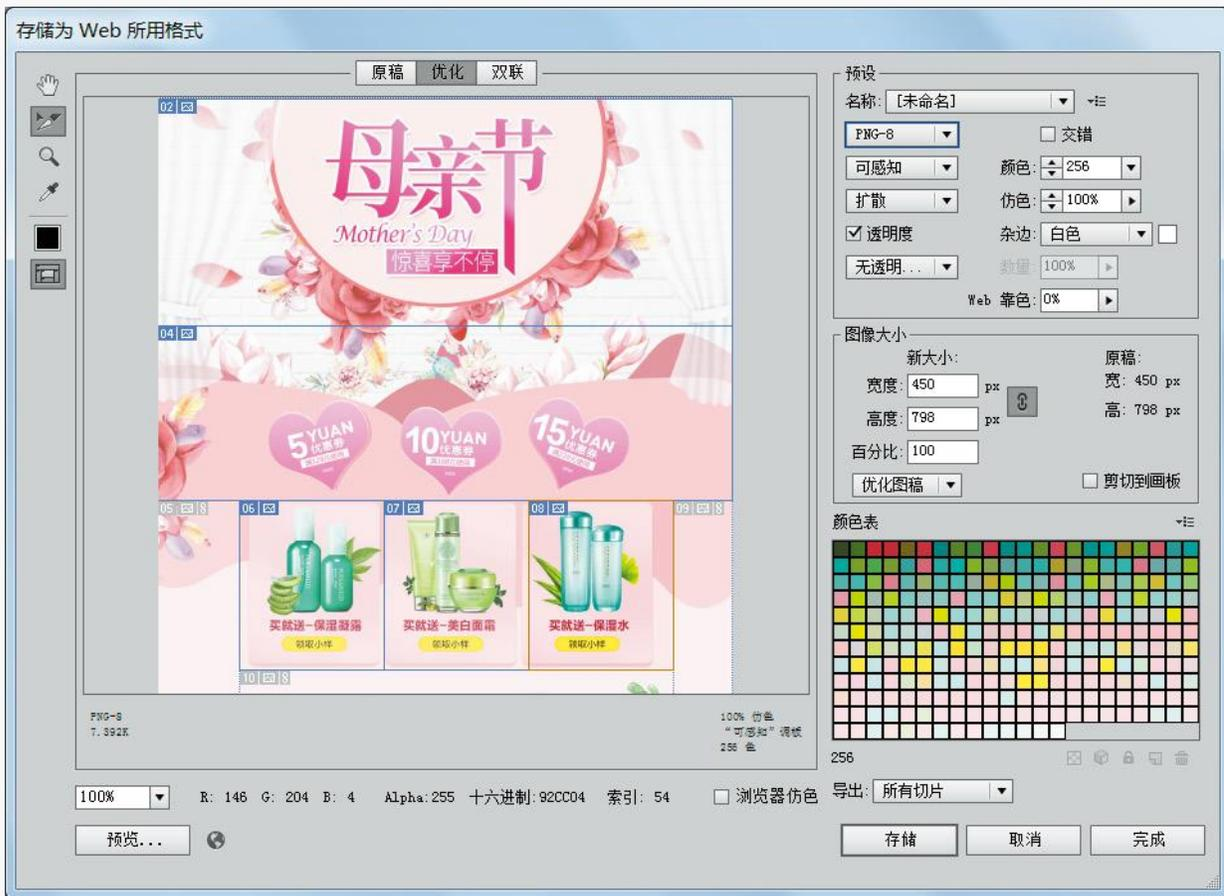 存储为 Web 所用格式
原稿 优化 双联
02
母亲节
Mother's Day
惊喜享不停
04
5YUAN
优惠券
10YUAN
优惠券
15YUAN
优惠券
05 06 07 08 09
买就送-保湿凝露
领取小样
买就送-美白面霜
领取小样
买就送-保湿水
领取小样
10
PNG-8
7.392K
100% 仿色
“可感知”调板
256 色
预设
名称: [未命名]
PNG-8 交错
可感知 颜色: 256
扩散 仿色: 100%
透明度 杂边: 白色
无透明... 数量: 100%
Web 靠色: 0%
图像大小
新大小: 原稿:
宽度: 450 px 宽: 450 px
高度: 798 px 高: 798 px
百分比: 100
优化图稿 剪切到画板
颜色表
256
100% R: 146 G: 204 B: 4 Alpha:255 十六进制:92CC04 索引: 54 浏览器仿色
导出: 所有切片
预览... 存储 取消 完成